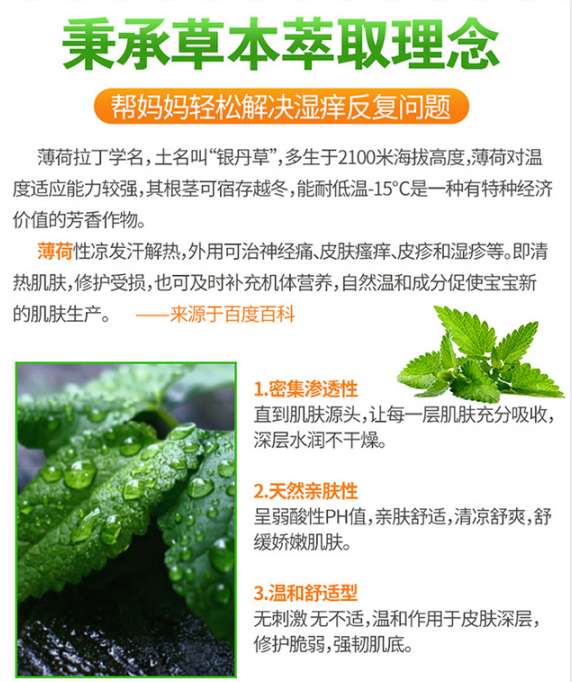 秉承草本萃取理念
帮妈妈轻松解决湿痒反复问题
薄荷拉丁学名，土名叫“银丹草”，多生于2100米海拔高度，薄荷对温
度适应能力较强，其根茎可宿存越冬，能耐低温-15℃是一种有特种经济
价值的芳香作物。
薄荷性凉发汗解热，外用可治神经痛、皮肤瘙痒、皮疹和湿疹等。即清
热肌肤，修护受损，也可及时补充机体营养，自然温和成分促使宝宝新
的肌肤生产。 ——来源于百度百科
1.密集渗透性
直到肌肤源头，让每一层肌肤充分吸收，
深层水润不干燥。
2.天然亲肤性
呈弱酸性PH值，亲肤舒适，清凉舒爽，舒
缓娇嫩肌肤。
3.温和舒适型
无刺激 无不适，温和作用于皮肤深层，
修护脆弱，强韧肌底。